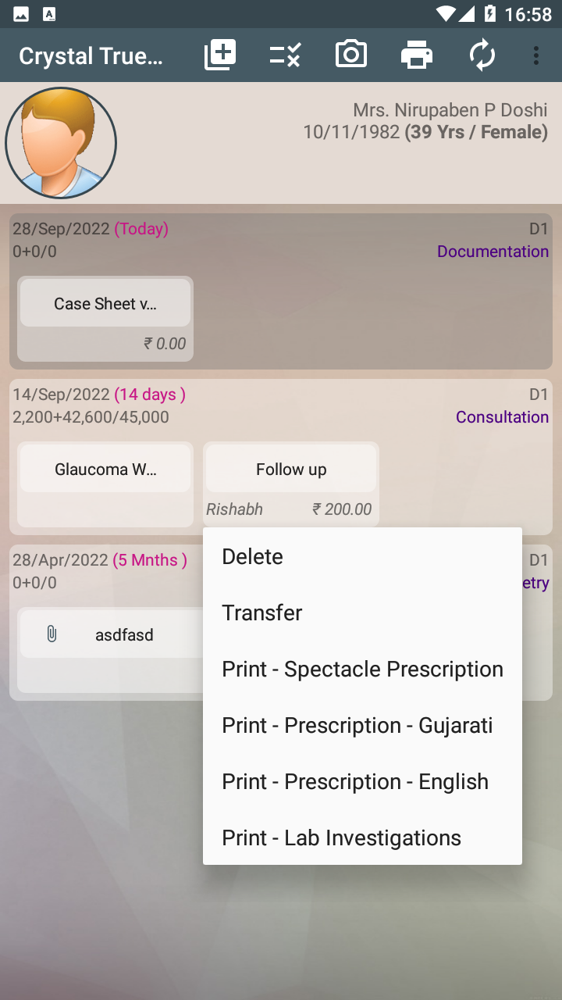 16:58
Crystal True…
Mrs. Nirupaben P Doshi
10/11/1982 (39 Yrs / Female)
28/Sep/2022 (Today) D1
0+0/0 Documentation
Case Sheet v…
₹ 0.00
14/Sep/2022 (14 days ) D1
2,200+42,600/45,000 Consultation
Glaucoma W… Follow up
Rishabh ₹ 200.00
28/Apr/2022 (5 Mnths ) D1
0+0/0 etry
asdfasd
Delete
Transfer
Print - Spectacle Prescription
Print - Prescription - Gujarati
Print - Prescription - English
Print - Lab Investigations